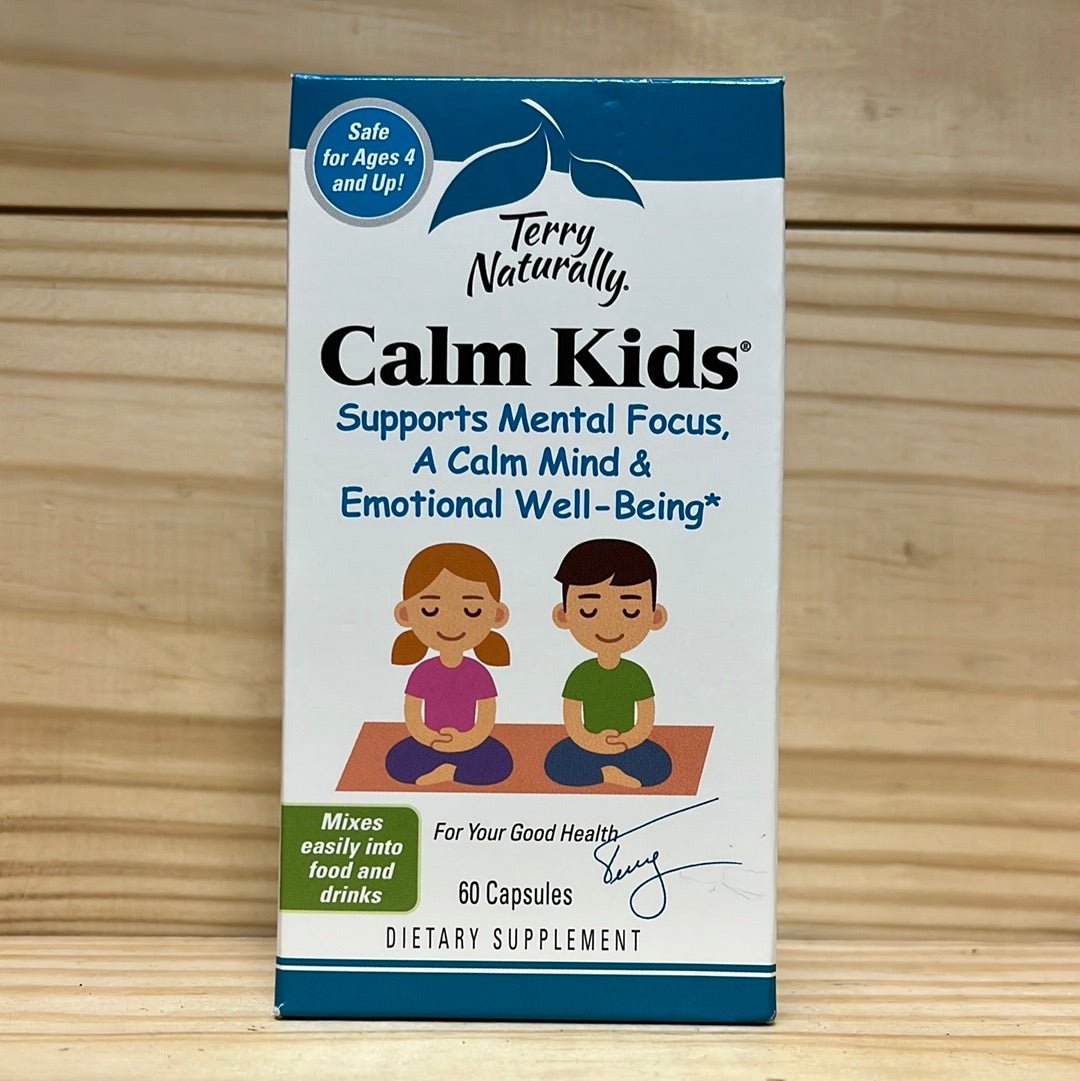 Safe
for Ages 4
and Up!
Terry
Naturally®
Calm Kids®
Supports Mental Focus,
A Calm Mind &
Emotional Well-Being*
Mixes
easily into
food and
drinks
For Your Good Health
Terry
60 Capsules
DIETARY SUPPLEMENT